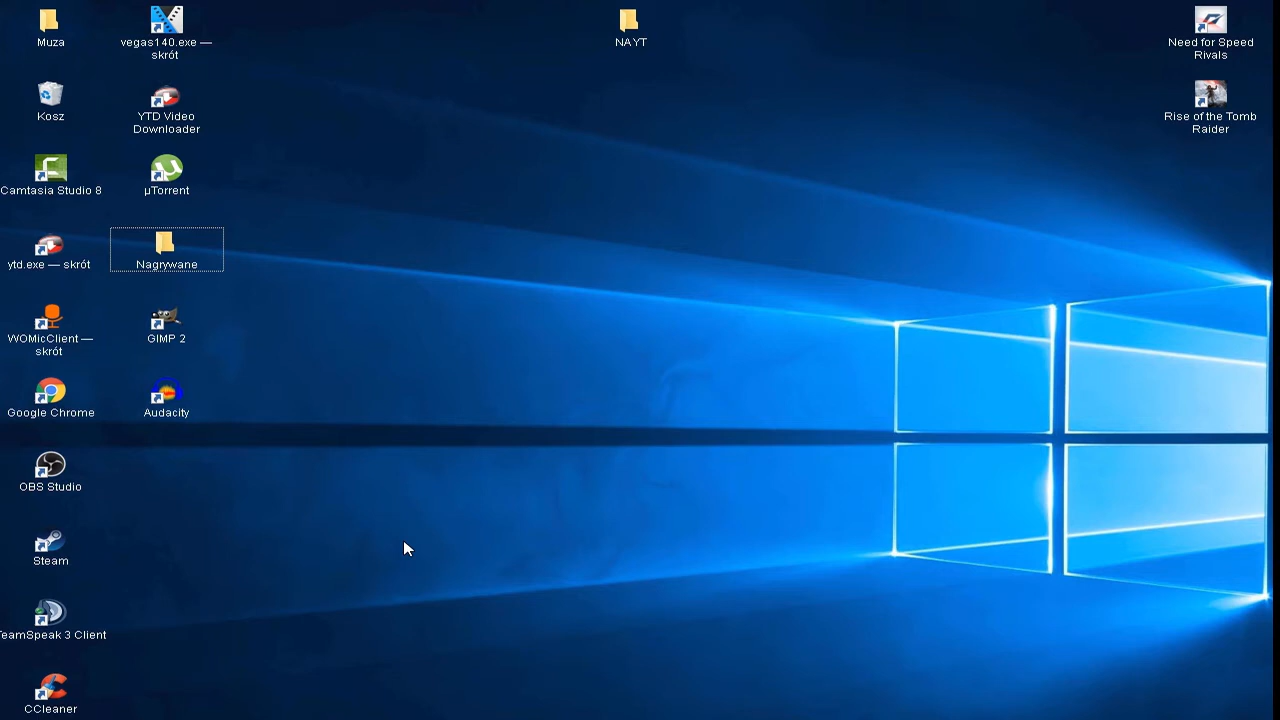 Muza
Kosz
Camtasia Studio 8
ytd.exe — skrót
WOMicClient —
skrót
Google Chrome
OBS Studio
Steam
TeamSpeak 3 Client
CCleaner
vegas140.exe —
skrót
YTD Video
Downloader
µTorrent
Nagrywane
GIMP 2
Audacity
NAYT
Need for Speed
Rivals
Rise of the Tomb
Raider